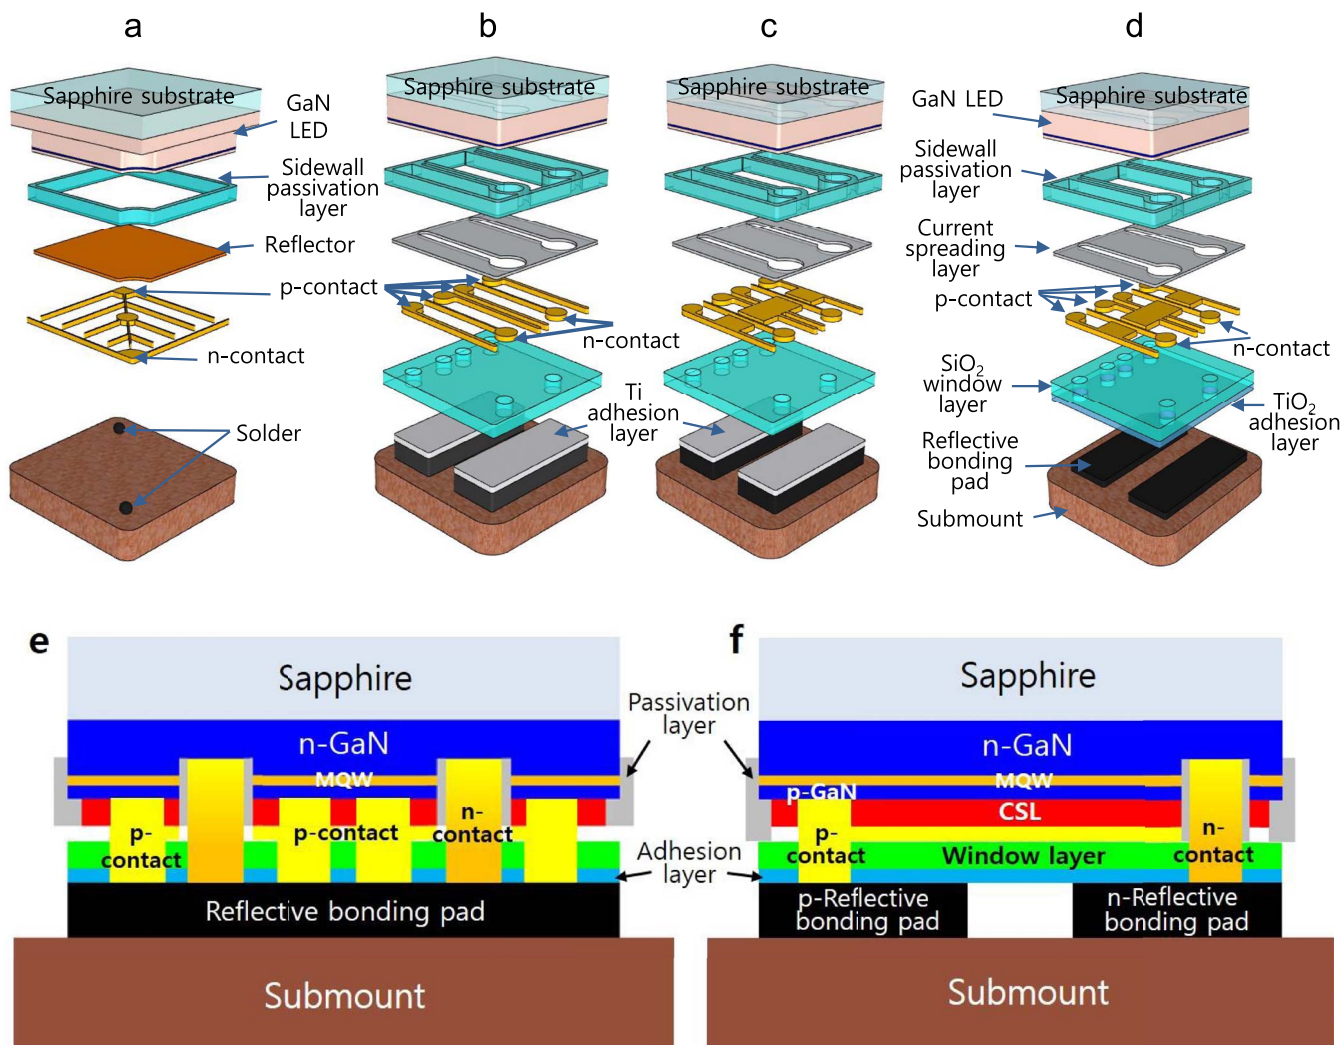 a
b
c
d
Sapphire substrate
Sapphire substrate
Sapphire substrate
Sapphire substrate
GaN
LED
GaN LED
Sidewall
passivation
layer
Sidewall
passivation
layer
Reflector
Current
spreading
layer
p-contact
p-contact
n-contact
n-contact
n-contact
SiO2
window
layer
Ti
adhesion
layer
TiO2
adhesion
layer
Solder
Reflective
bonding
pad
Submount
e
Sapphire
n-GaN
MQW
p-
contact
p-contact
n-
contact
Reflective bonding pad
Submount
Passivation
layer
Adhesion
layer
f
Sapphire
n-GaN
MQW
p-GaN
CSL
p-
contact
Window layer
n-
contact
p-Reflective
bonding pad
n-Reflective
bonding pad
Submount